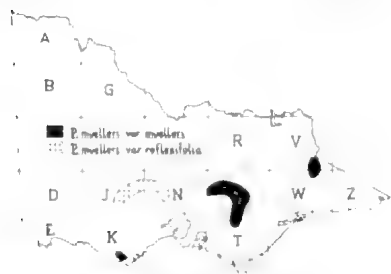 A
B G
P. muelleri var muelleri
R V
P. muelleri var reflexifolia
D J N W Z
E K T